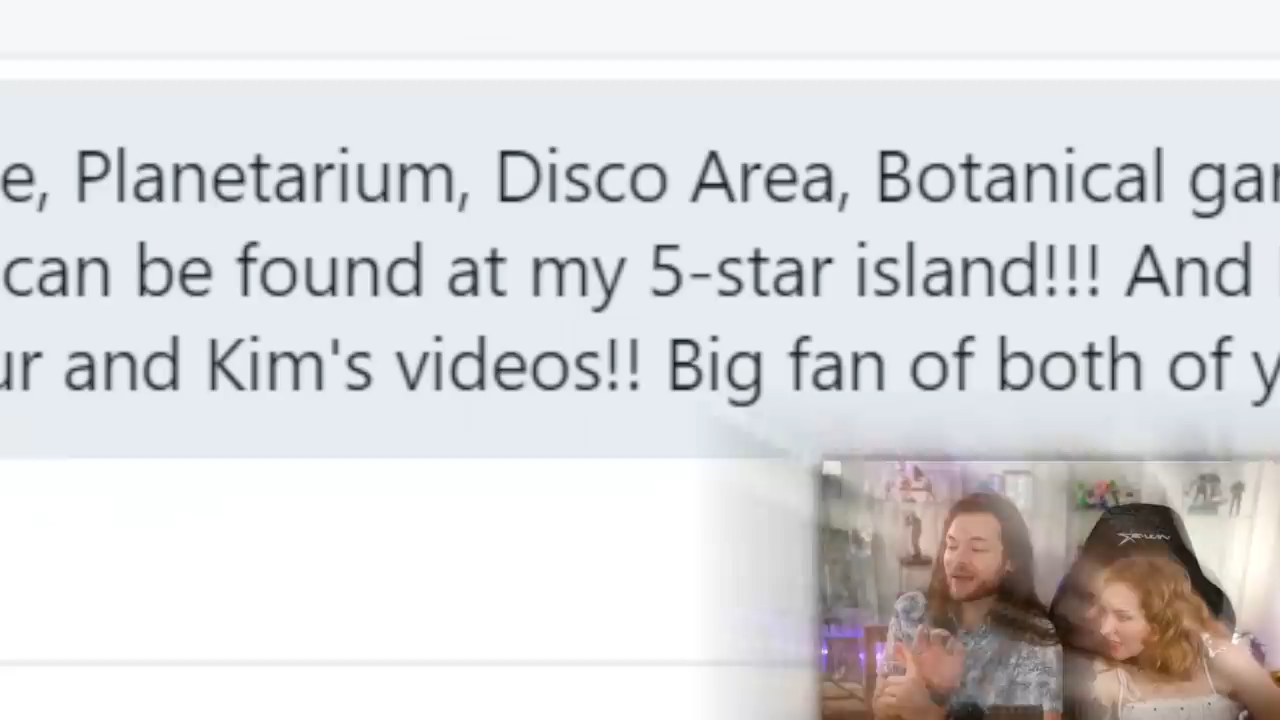 e, Planetarium, Disco Area, Botanical gar
can be found at my 5-star island!!! And
ur and Kim's videos!! Big fan of both of y